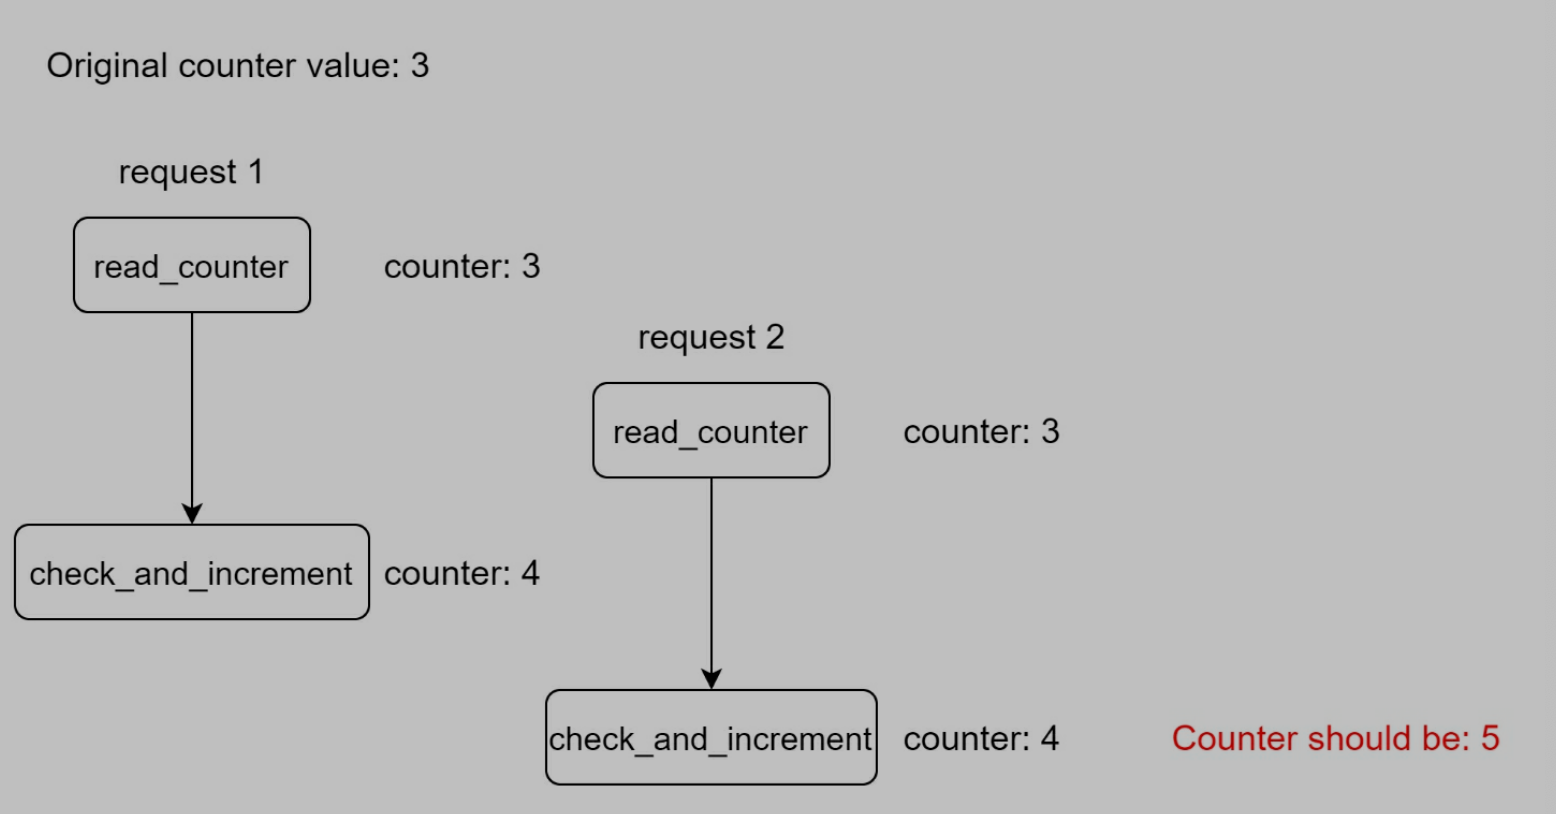 Original counter value: 3
request 1
read_counter
counter: 3
request 2
read_counter
counter: 3
check_and_increment
counter: 4
check_and_increment
counter: 4
Counter should be: 5